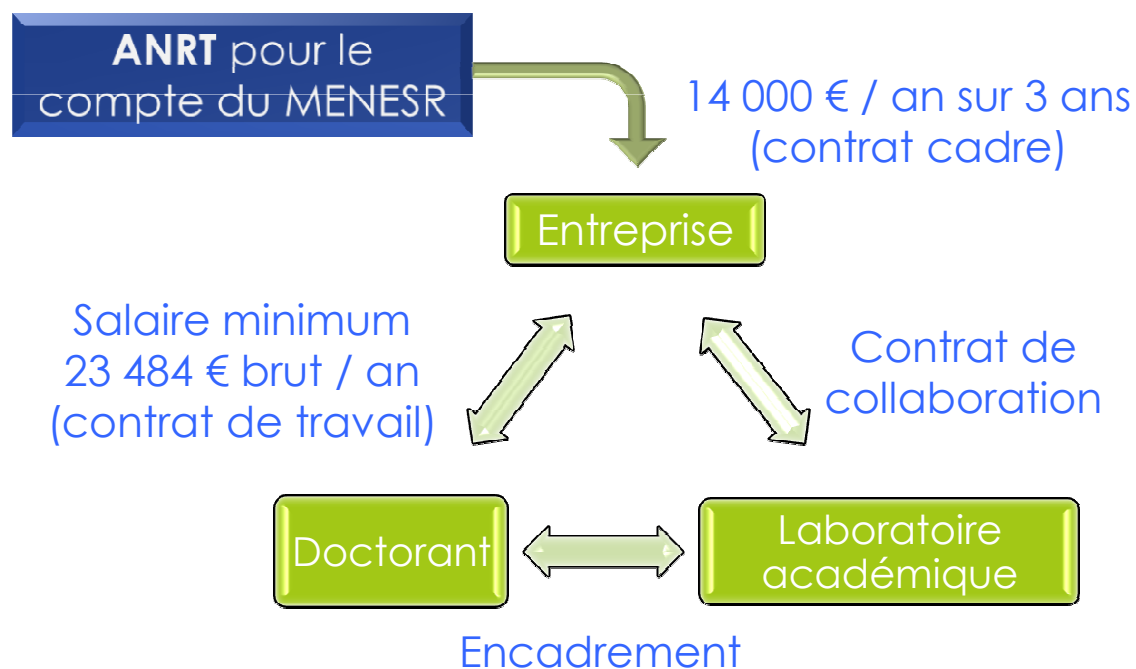 ANRT pour le
compte du MENESR
14 000 € / an sur 3 ans
(contrat cadre)
Entreprise
Salaire minimum
23 484 € brut / an
(contrat de travail)
Contrat de
collaboration
Doctorant
Laboratoire
académique
Encadrement